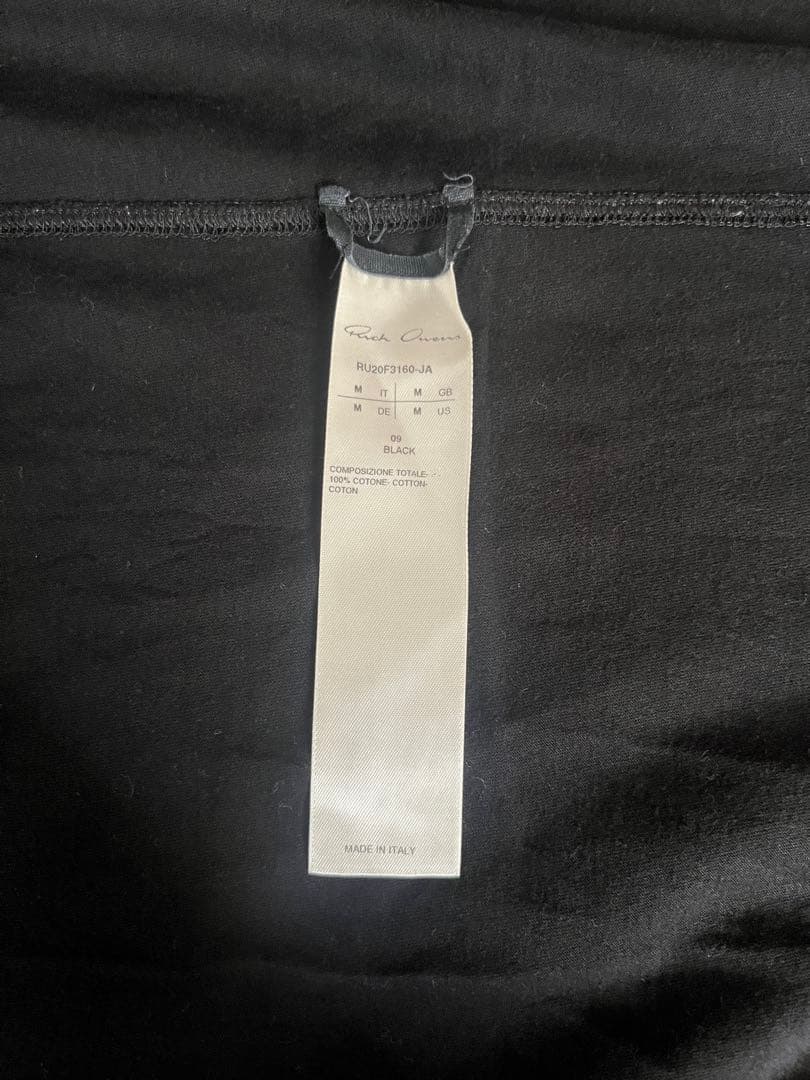 Rick Owens
RU20F3160-JA
M IT M GB
M DE M US
09
BLACK
COMPOSIZIONE TOTALE- -
100% COTONE- COTTON-
COTON
MADE IN ITALY